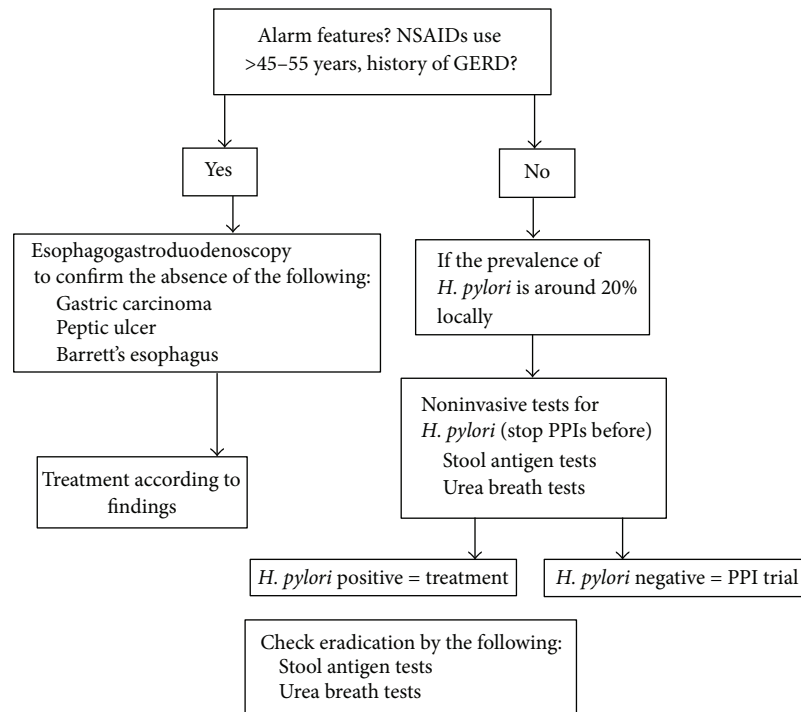 Alarm features? NSAIDs use
>45–55 years, history of GERD?
Yes
No
Esophagogastroduodenoscopy
to confirm the absence of the following:
Gastric carcinoma
Peptic ulcer
Barrett's esophagus
If the prevalence of
H. pylori is around 20%
locally
Noninvasive tests for
H. pylori (stop PPIs before)
Stool antigen tests
Urea breath tests
Treatment according to
findings
H. pylori positive = treatment
H. pylori negative = PPI trial
Check eradication by the following:
Stool antigen tests
Urea breath tests